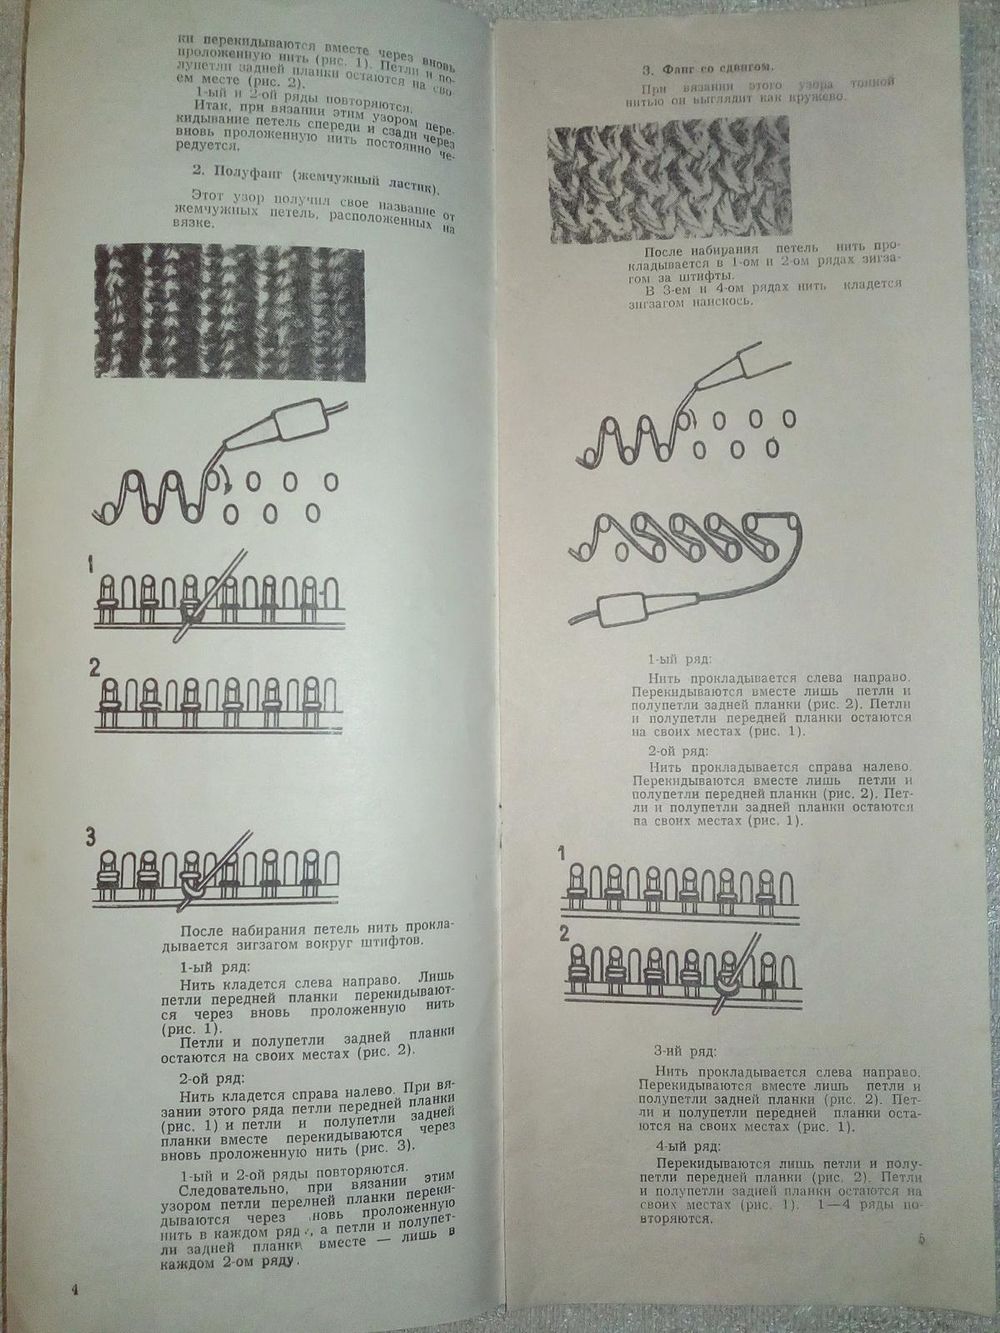 ки перекидываются вместе через вновь
проложенную нить (рис. 1). Петли и по-
лупетли задней планки остаются на сво-
ем месте (рис. 2).
1-ый и 2-ой ряды повторяются.
Итак, при вязании этим узором пере-
кидывание петель спереди и сзади через
вновь проложенную нить постоянно че-
редуется.
2. Полуфанг (жемчужный ластик).
Этот узор получил свое название от
жемчужных петель, расположенных на
вязке.
1
2
3
После набирания петель нить прокла-
дывается зигзагом вокруг штифтов.
1-ый ряд:
Нить кладется слева направо. Лишь
петли передней планки перекидывают-
ся через вновь проложенную нить
(рис. 1).
Петли и полупетли задней планки
остаются на своих местах (рис. 2).
2-ой ряд:
Нить кладется справа налево. При вя-
зании этого ряда петли передней планки
(рис. 1) и петли и полупетли задней
планки вместе перекидываются через
вновь проложенную нить (рис. 3).
1-ый и 2-ой ряды повторяются.
Следовательно, при вязании этим
узором петли передней планки переки-
дываются через новь проложенную
нить в каждом ряд, а петли и полупет-
ли задней планки вместе — лишь в
каждом 2-ом ряду.
4
3. Фанг со сдвигом.
При вязании этого узора тонкой
нитью он выглядит как кружево.
После набирания петель нить про-
кладывается в 1-ом и 2-ом рядах зигза-
гом за штифты.
В 3-ем и 4-ом рядах нить кладется
зигзагом наискось.
1-ый ряд:
Нить прокладывается слева направо.
Перекидываются вместе лишь петли и
полупетли задней планки (рис. 2). Петли
и полупетли передней планки остаются
на своих местах (рис. 1).
2-ой ряд:
Нить прокладывается справа налево.
Перекидываются вместе лишь петли и
полупетли передней планки (рис. 2). Пет-
ли и полупетли задней планки остаются
на своих местах (рис. 1).
1
2
3-ий ряд:
Нить прокладывается слева направо.
Перекидываются вместе лишь петли и
полупетли задней планки (рис. 2). Пет-
ли и полупетли передней планки оста-
ются на своих местах (рис. 1).
4-ый ряд:
Перекидываются лишь петли и полу-
петли передней планки (рис. 2). Петли
и полупетли задней планки остаются на
своих местах (рис. 1). 1—4 ряды по-
вторяются.
5